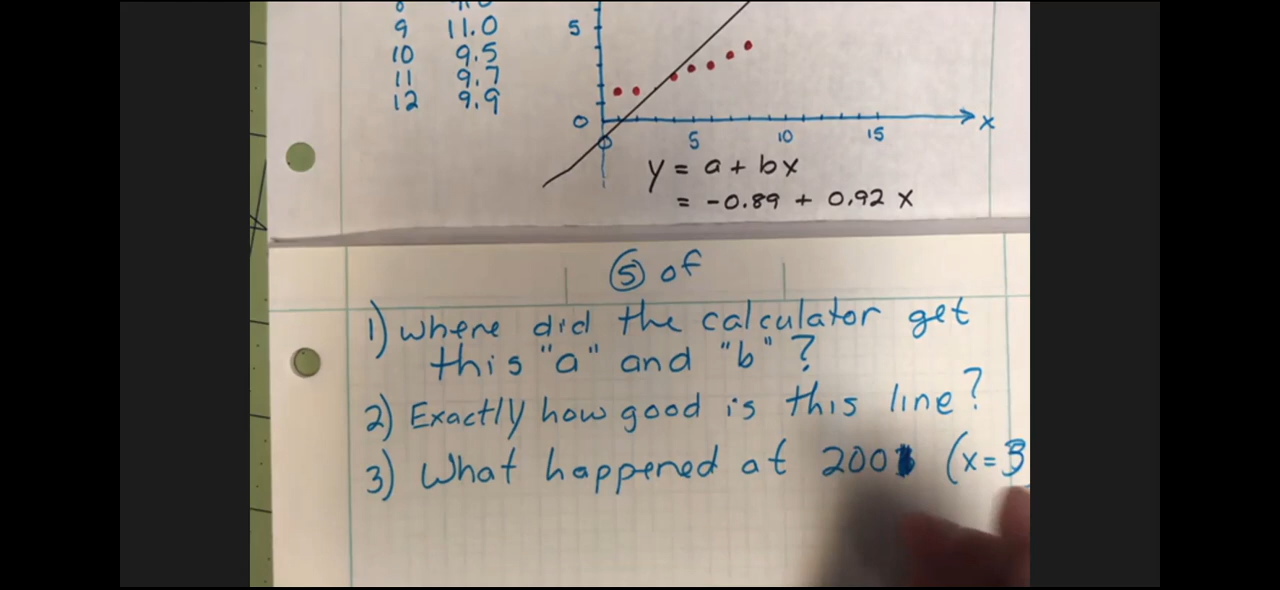 9 11.0
10 9.5
11 9.7
12 9.9
5
0
0 5 10 15 x
y = a + bx
= -0.89 + 0.92 x
⑤ of
1) where did the calculator get
this "a" and "b"?
2) Exactly how good is this line?
3) What happened at 200 (x=3